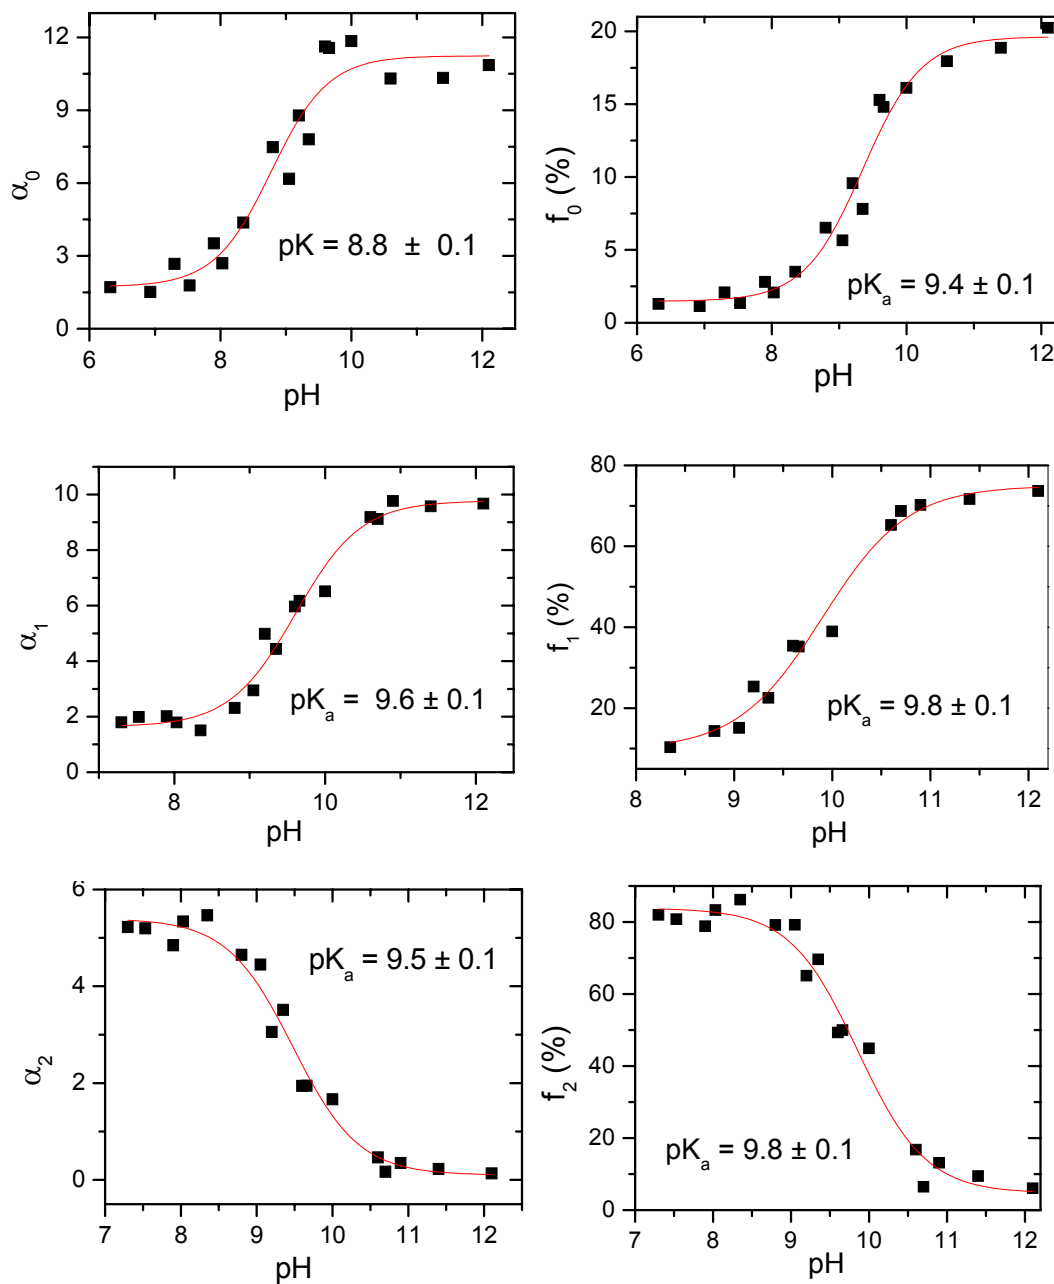 12
9
6
3
0
α₀
pK = 8.8 ± 0.1
6 8 10 12
pH
20
15
10
5
0
f₀ (%)
pKₐ = 9.4 ± 0.1
6 8 10 12
pH
10
8
6
4
2
0
α₁
pKₐ = 9.6 ± 0.1
8 10 12
pH
80
60
40
20
f₁ (%)
pKₐ = 9.8 ± 0.1
8 9 10 11 12
pH
6
4
2
0
α₂
pKₐ = 9.5 ± 0.1
7 8 9 10 11 12
pH
80
60
40
20
0
f₂ (%)
pKₐ = 9.8 ± 0.1
7 8 9 10 11 12
pH